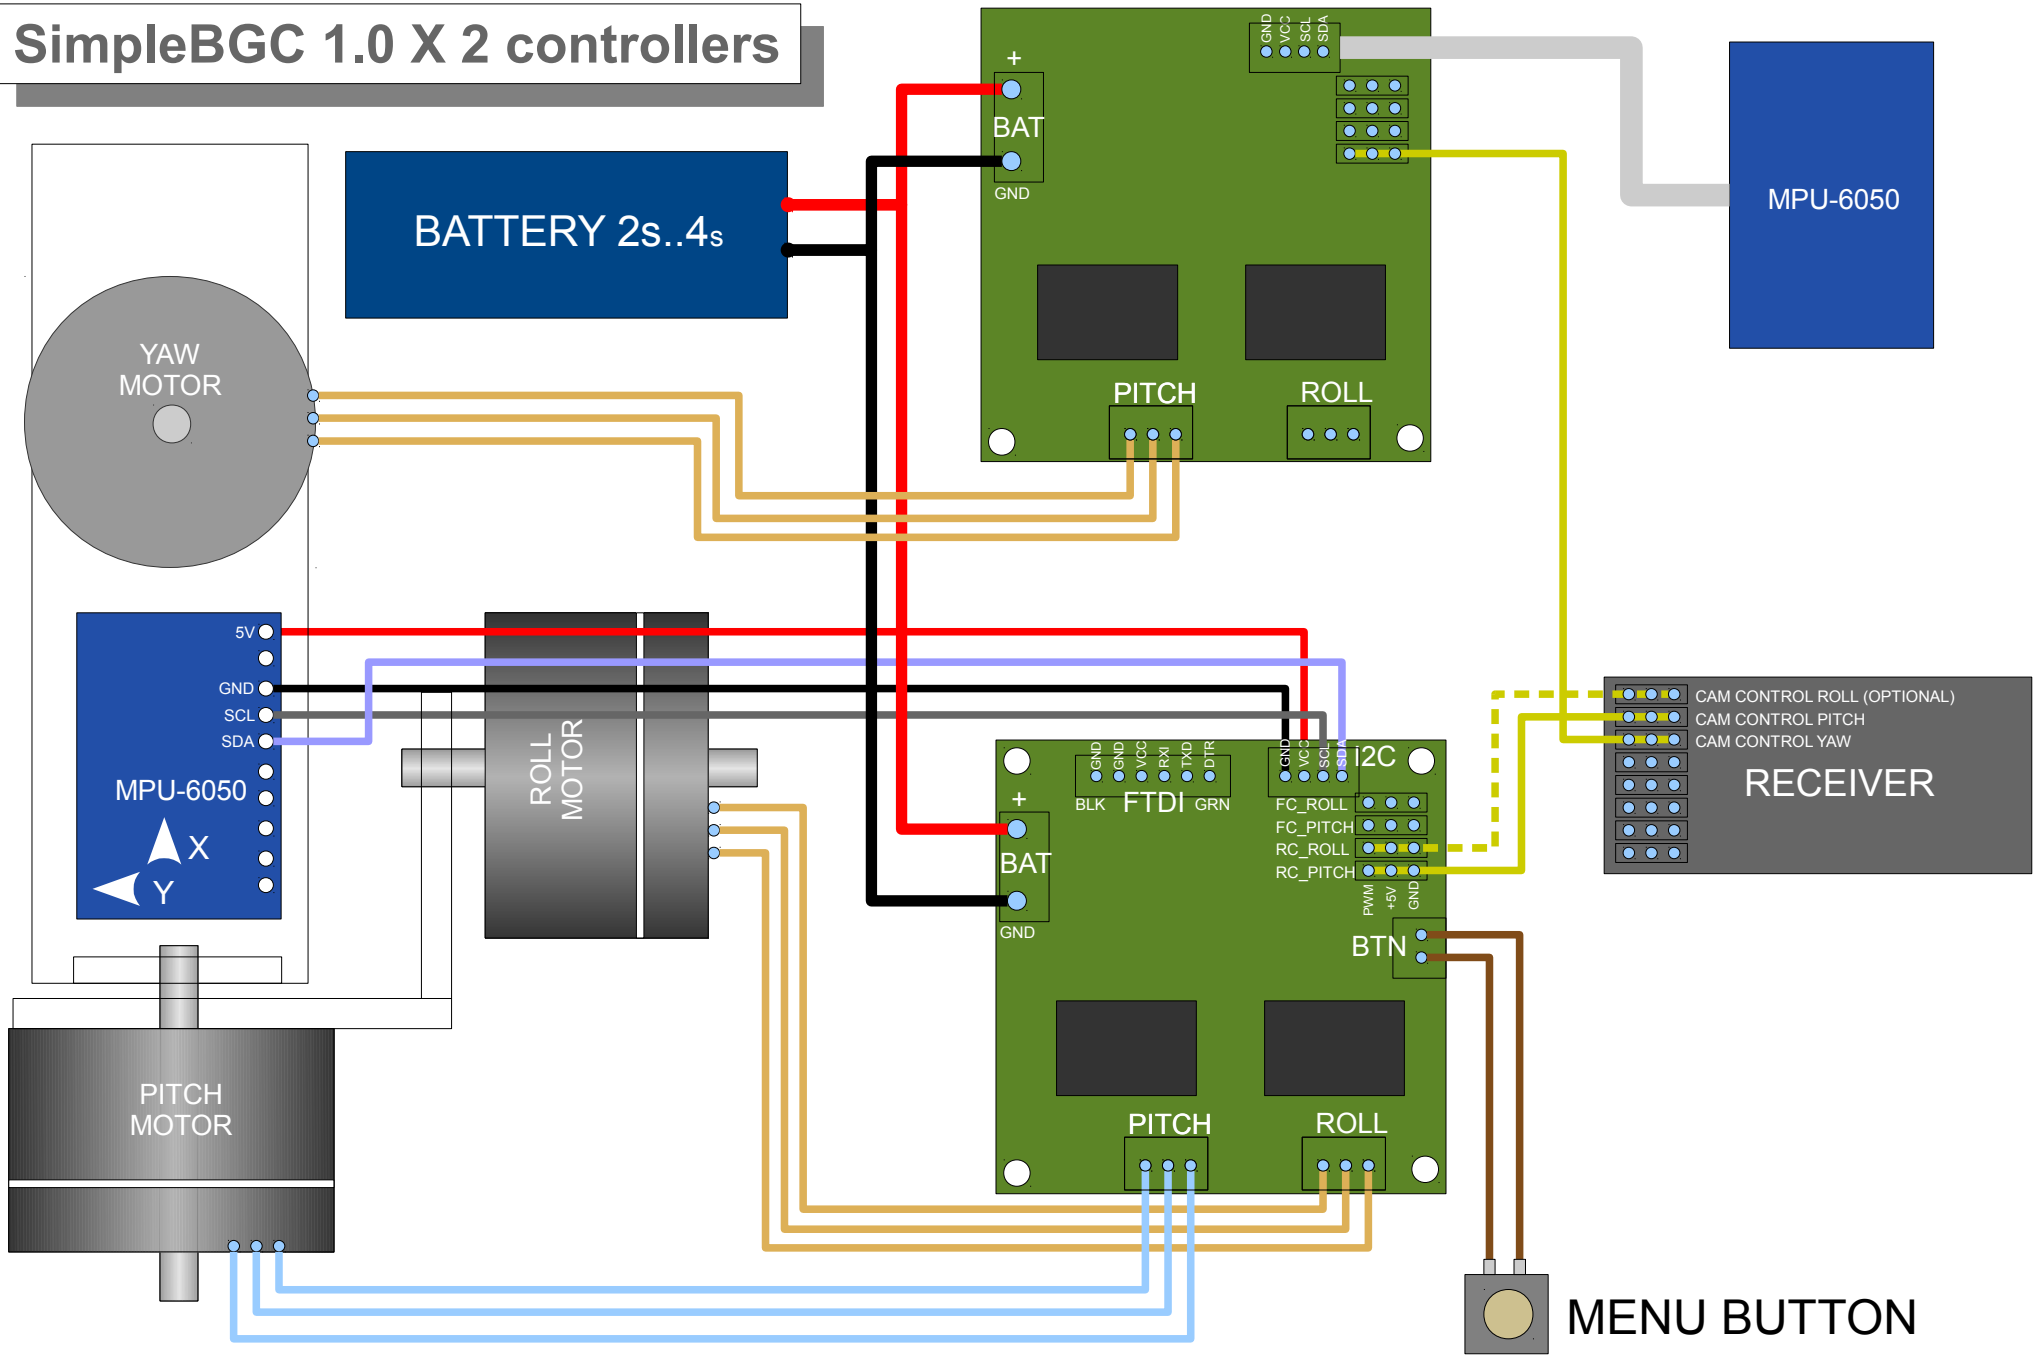 SimpleBGC 1.0 X 2 controllers
GND
VCC
SCL
SDA
+
BAT
GND
PITCH
ROLL
MPU-6050
BATTERY 2s..4s
YAW
MOTOR
5V
GND
SCL
SDA
MPU-6050
X
Y
ROLL
MOTOR
PITCH
MOTOR
GND
GND
VCC
RXI
TXD
DTR
BLK
FTDI
GRN
GND
VCC
SCL
SDA
I2C
+
BAT
GND
FC_ROLL
FC_PITCH
RC_ROLL
RC_PITCH
PWM
+5V
GND
BTN
PITCH
ROLL
CAM CONTROL ROLL (OPTIONAL)
CAM CONTROL PITCH
CAM CONTROL YAW
RECEIVER
MENU BUTTON